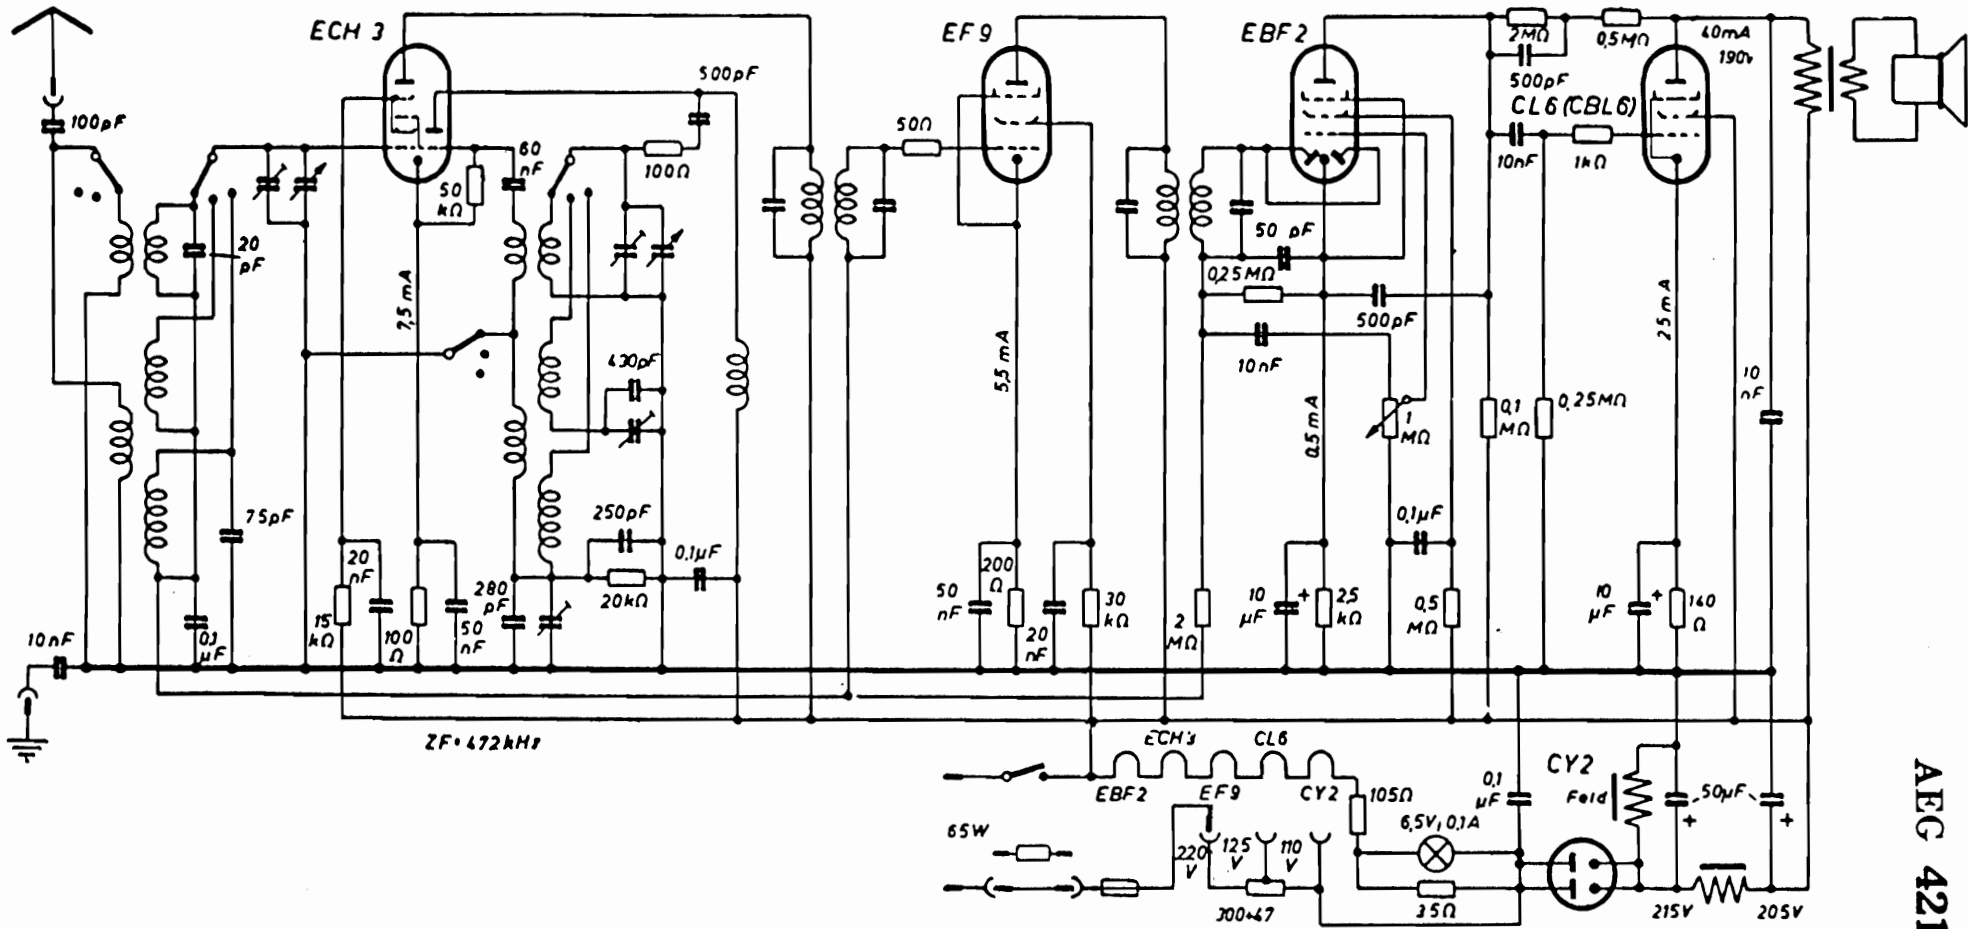 ECH 3
EF 9
EBF 2
2MΩ
0,5MΩ
40mA
190v
500pF
500pF
CL6 (CBL6)
100pF
60
nF
50Ω
10nF
1kΩ
100Ω
50
kΩ
20
pF
50 pF
0,25MΩ
7,5 mA
500pF
25 mA
5,5 mA
430pF
10nF
10
nF
0,5mA
1
MΩ
0,1
MΩ
0,25MΩ
75pF
250pF
0,1µF
0,1µF
20
nF
200
Ω
15
kΩ
100
Ω
50
nF
280
pF
20kΩ
50
nF
20
nF
30
kΩ
2
MΩ
10
µF
+
2,5
kΩ
0,5
MΩ
10
µF
+
140
Ω
10nF
0,1
µF
ZF=472kHz
ECH3
CL6
EBF2
EF9
CY2
105Ω
0,1
µF
CY2
Feld
50µF
+
+
6,5V, 0,1A
65W
220
V
125
V
110
V
300+47
35Ω
215V
205V
AEG 421